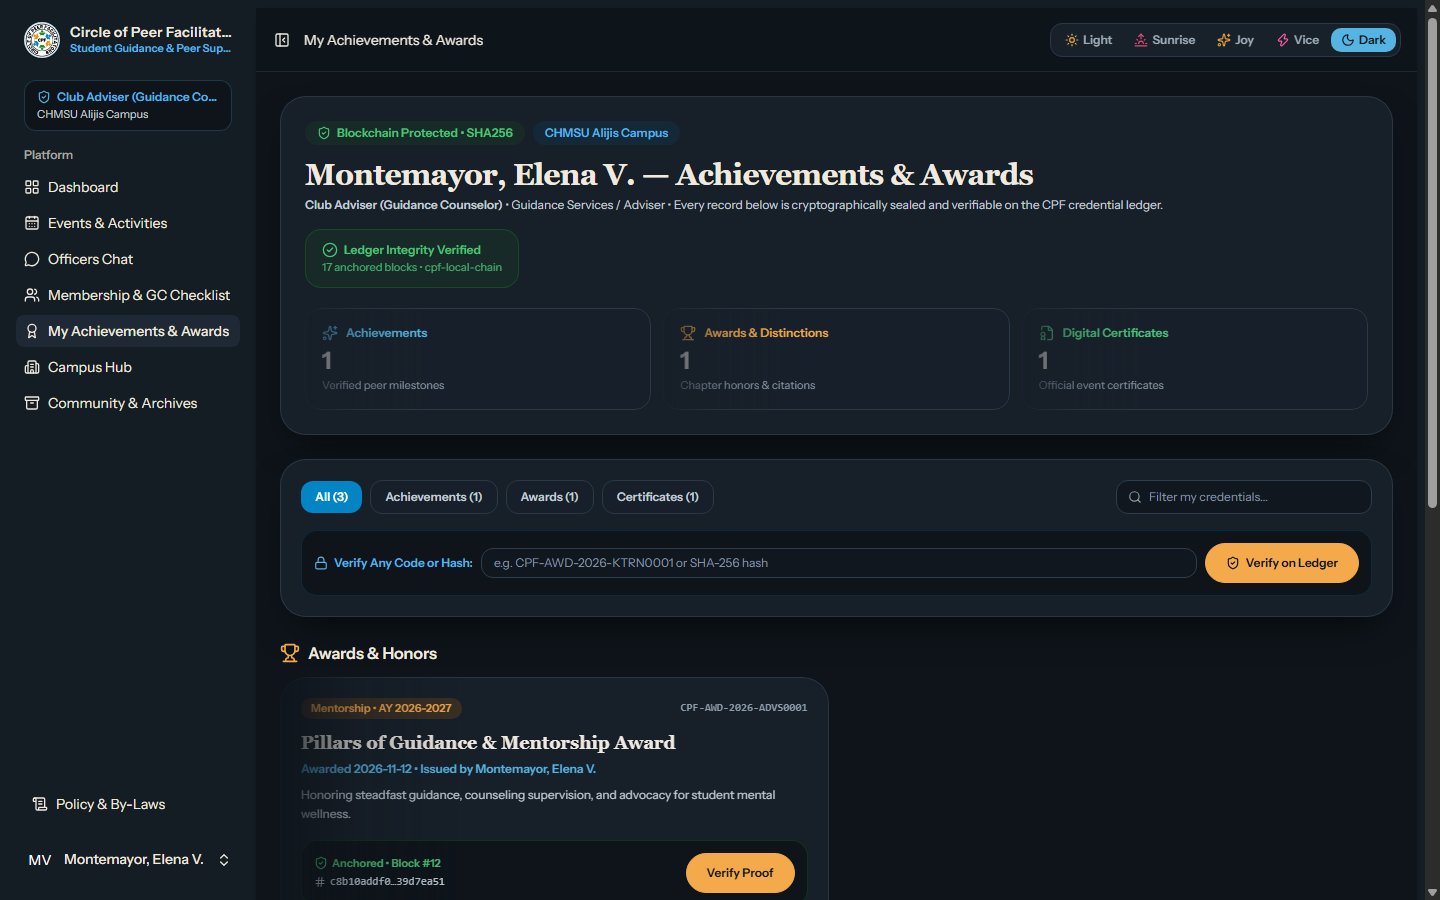 Circle of Peer Facilitat...
Student Guidance & Peer Sup...
Club Adviser (Guidance Co...
CHMSU Alijis Campus
Platform
Dashboard
Events & Activities
Officers Chat
Membership & GC Checklist
My Achievements & Awards
Campus Hub
Community & Archives
Policy & By-Laws
MV Montemayor, Elena V.
My Achievements & Awards
Light Sunrise Joy Vice Dark
Blockchain Protected • SHA256 CHMSU Alijis Campus
Montemayor, Elena V. — Achievements & Awards
Club Adviser (Guidance Counselor) • Guidance Services / Adviser • Every record below is cryptographically sealed and verifiable on the CPF credential ledger.
Ledger Integrity Verified
17 anchored blocks • cpf-local-chain
Achievements
1
Verified peer milestones
Awards & Distinctions
1
Chapter honors & citations
Digital Certificates
1
Official event certificates
All (3) Achievements (1) Awards (1) Certificates (1) Filter my credentials...
Verify Any Code or Hash: e.g. CPF-AWD-2026-KTRN0001 or SHA-256 hash Verify on Ledger
Awards & Honors
Mentorship • AY 2026-2027 CPF-AWD-2026-ADVS0001
Pillars of Guidance & Mentorship Award
Awarded 2026-11-12 • Issued by Montemayor, Elena V.
Honoring steadfast guidance, counseling supervision, and advocacy for student mental
wellness.
Anchored • Block #12
# c8b10addf0…39d7ea51
Verify Proof